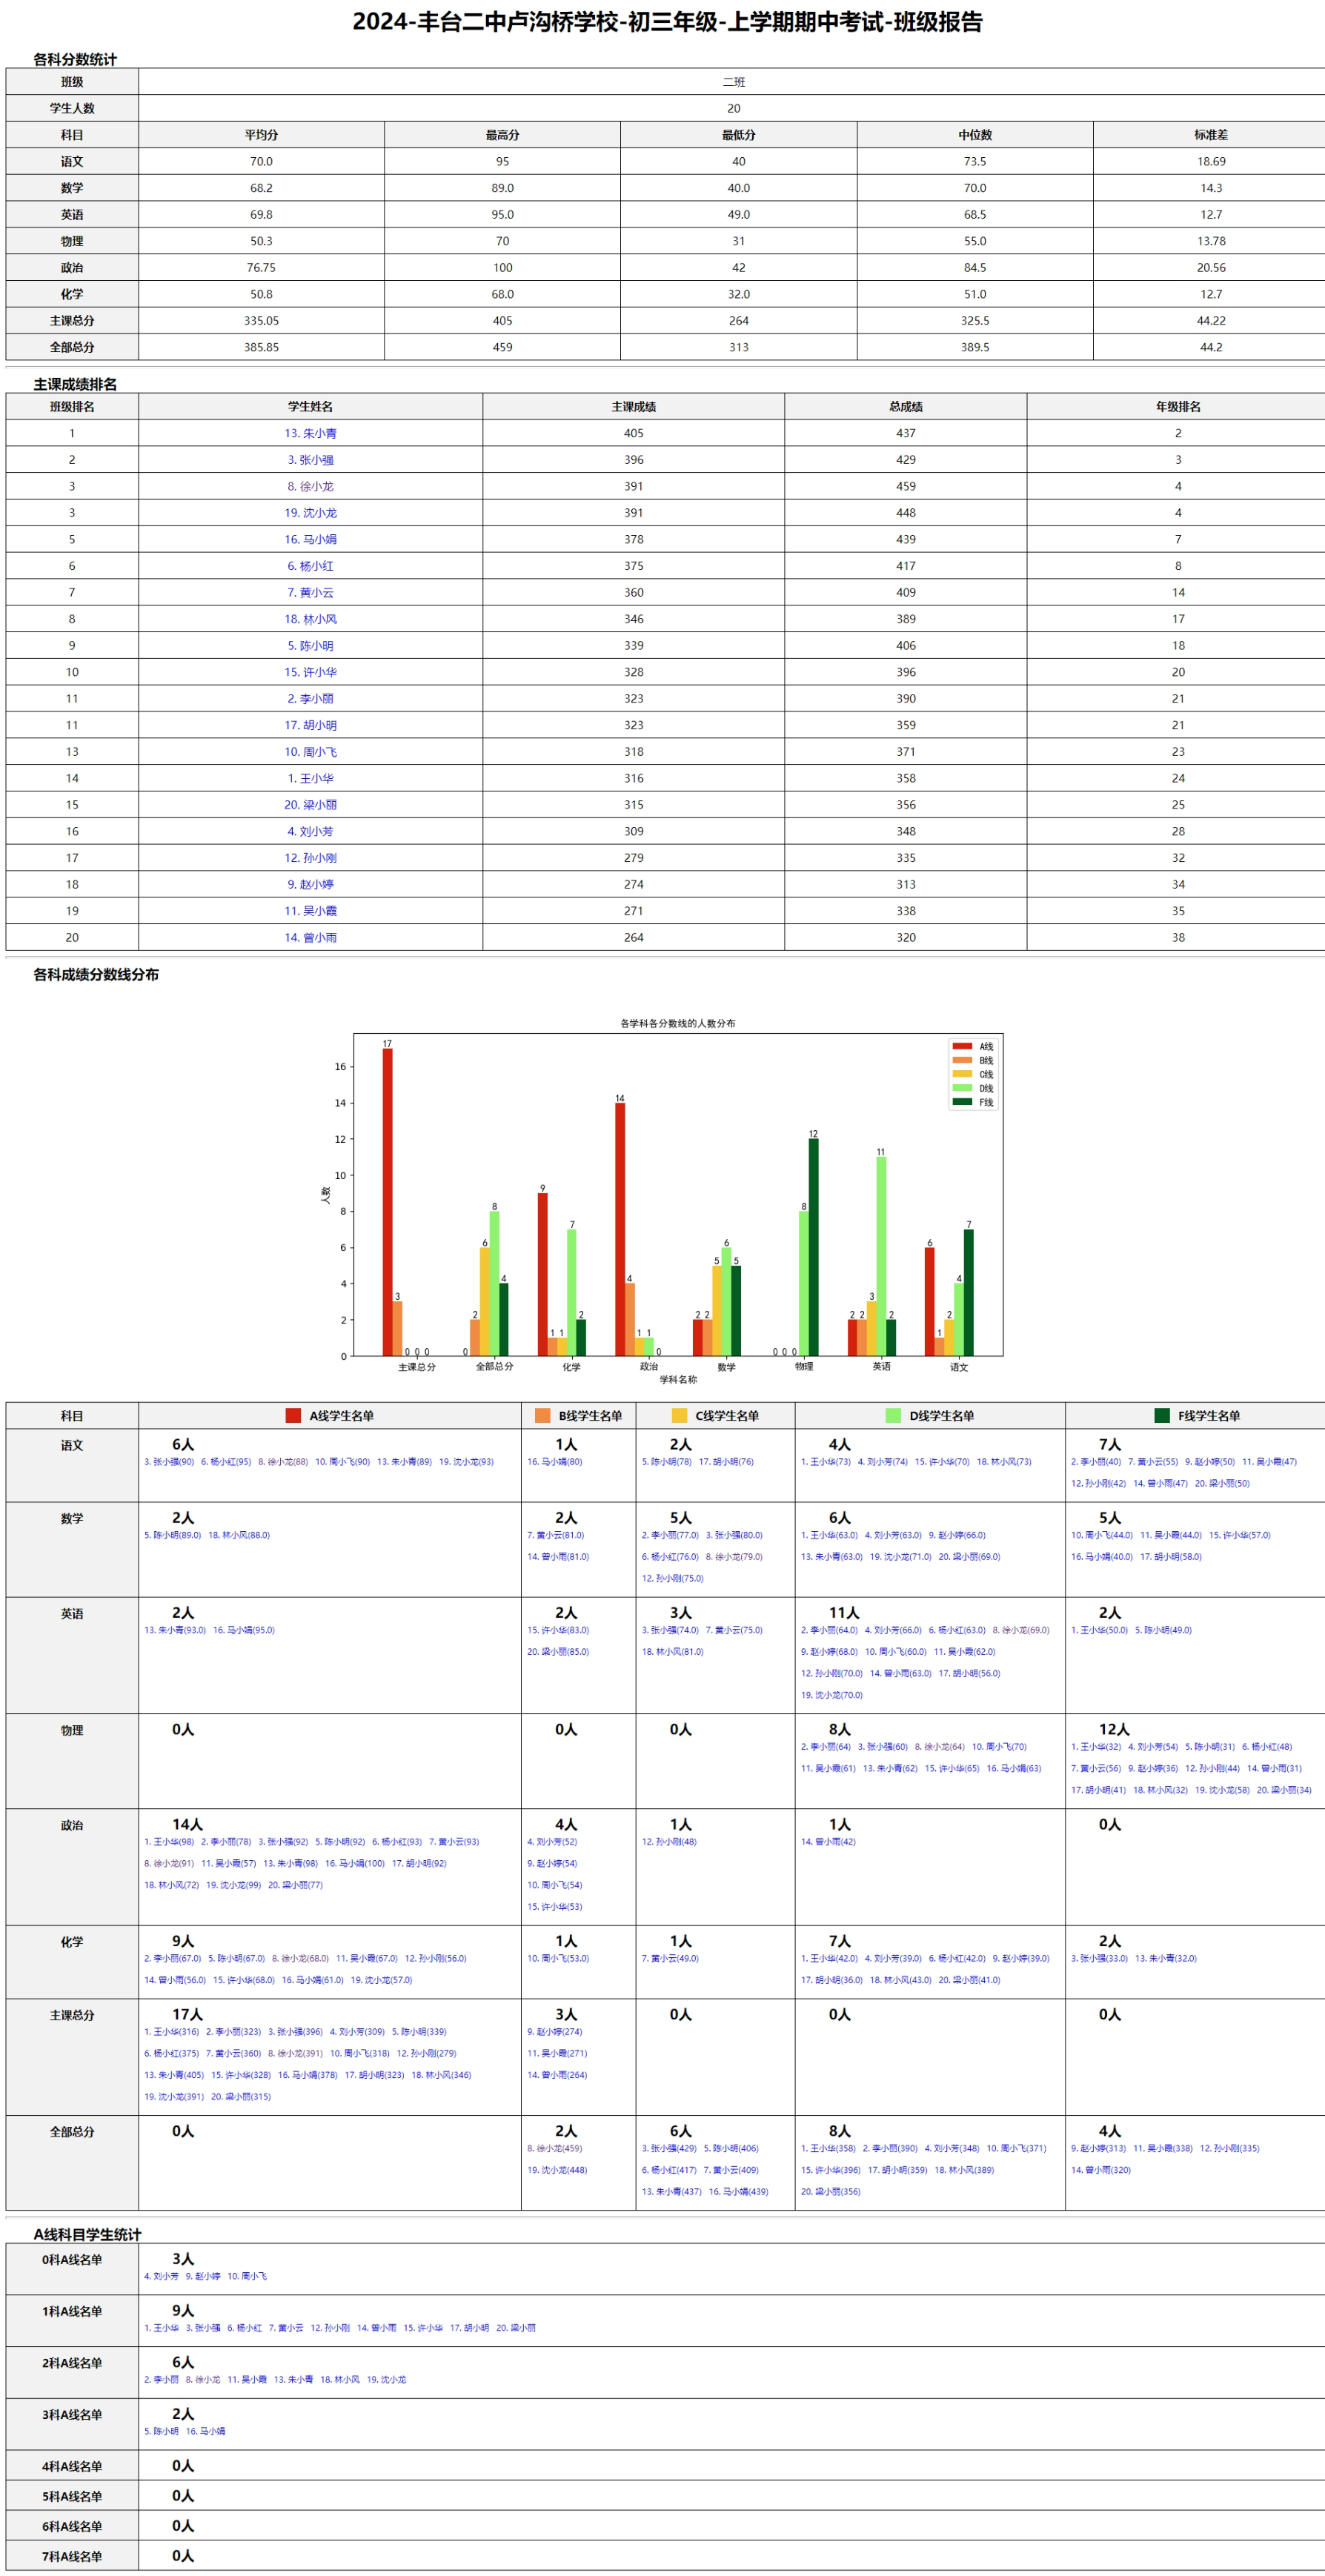 2024-丰台二中卢沟桥学校-初三年级-上学期期中考试-班级报告
各科分数统计
班级 二班
学生人数 20
科目 平均分 最高分 最低分 中位数 标准差
语文 70.0 95 40 73.5 18.69
数学 68.2 89.0 40.0 70.0 14.3
英语 69.8 95.0 49.0 68.5 12.7
物理 50.3 70 31 55.0 13.78
政治 76.75 100 42 84.5 20.56
化学 50.8 68.0 32.0 51.0 12.7
主课总分 335.05 405 264 325.5 44.22
全部总分 385.85 459 313 389.5 44.2
主课成绩排名
班级排名 学生姓名 主课成绩 总成绩 年级排名
1 13. 朱小青 405 437 2
2 3. 张小强 396 429 3
3 8. 徐小龙 391 459 4
3 19. 沈小龙 391 448 4
5 16. 马小娟 378 439 7
6 6. 杨小红 375 417 8
7 7. 黄小云 360 409 14
8 18. 林小风 346 389 17
9 5. 陈小明 339 406 18
10 15. 许小华 328 396 20
11 2. 李小丽 323 390 21
11 17. 胡小明 323 359 21
13 10. 周小飞 318 371 23
14 1. 王小华 316 358 24
15 20. 梁小丽 315 356 25
16 4. 刘小芳 309 348 28
17 12. 孙小刚 279 335 32
18 9. 赵小婷 274 313 34
19 11. 吴小霞 271 338 35
20 14. 曾小雨 264 320 38
各科成绩分数线分布
各学科各分数线的人数分布
A线
B线
C线
D线
F线
人数
16
14
12
10
8
6
4
2
0
17 3 0 0 0
0 2 6 8 4
9 1 1 7 2
14 4 1 1 0
2 2 5 6 5
0 0 0 8 12
2 2 3 11 2
6 1 2 4 7
主课总分 全部总分 化学 政治 数学 物理 英语 语文
学科名称
科目 A线学生名单 B线学生名单 C线学生名单 D线学生名单 F线学生名单
语文 6人 1人 2人 4人 7人
3. 张小强(90) 6. 杨小红(95) 8. 徐小龙(88) 10. 周小飞(90) 13. 朱小青(89) 19. 沈小龙(93) 16. 马小娟(80) 5. 陈小明(78) 17. 胡小明(76) 1. 王小华(73) 4. 刘小芳(74) 15. 许小华(70) 18. 林小风(73) 2. 李小丽(40) 7. 黄小云(55) 9. 赵小婷(50) 11. 吴小霞(47)
12. 孙小刚(42) 14. 曾小雨(47) 20. 梁小丽(50)
数学 2人 2人 5人 6人 5人
5. 陈小明(89.0) 18. 林小风(88.0) 7. 黄小云(81.0) 2. 李小丽(77.0) 3. 张小强(80.0) 1. 王小华(63.0) 4. 刘小芳(63.0) 9. 赵小婷(66.0) 10. 周小飞(44.0) 11. 吴小霞(44.0) 15. 许小华(57.0)
14. 曾小雨(81.0) 6. 杨小红(76.0) 8. 徐小龙(79.0) 13. 朱小青(63.0) 19. 沈小龙(71.0) 20. 梁小丽(69.0) 16. 马小娟(40.0) 17. 胡小明(58.0)
12. 孙小刚(75.0)
英语 2人 2人 3人 11人 2人
13. 朱小青(93.0) 16. 马小娟(95.0) 15. 许小华(83.0) 3. 张小强(74.0) 7. 黄小云(75.0) 2. 李小丽(64.0) 4. 刘小芳(66.0) 6. 杨小红(63.0) 8. 徐小龙(69.0) 1. 王小华(50.0) 5. 陈小明(49.0)
20. 梁小丽(85.0) 18. 林小风(81.0) 9. 赵小婷(68.0) 10. 周小飞(60.0) 11. 吴小霞(62.0)
12. 孙小刚(70.0) 14. 曾小雨(63.0) 17. 胡小明(56.0)
19. 沈小龙(70.0)
物理 0人 0人 0人 8人 12人
2. 李小丽(64) 3. 张小强(60) 8. 徐小龙(64) 10. 周小飞(70) 1. 王小华(32) 4. 刘小芳(54) 5. 陈小明(31) 6. 杨小红(48)
11. 吴小霞(61) 13. 朱小青(62) 15. 许小华(65) 16. 马小娟(63) 7. 黄小云(56) 9. 赵小婷(36) 12. 孙小刚(44) 14. 曾小雨(31)
17. 胡小明(41) 18. 林小风(32) 19. 沈小龙(58) 20. 梁小丽(34)
政治 14人 4人 1人 1人 0人
1. 王小华(98) 2. 李小丽(78) 3. 张小强(92) 5. 陈小明(92) 6. 杨小红(93) 7. 黄小云(93) 4. 刘小芳(52) 12. 孙小刚(48) 14. 曾小雨(42)
8. 徐小龙(91) 11. 吴小霞(57) 13. 朱小青(98) 16. 马小娟(100) 17. 胡小明(92) 9. 赵小婷(54)
18. 林小风(72) 19. 沈小龙(99) 20. 梁小丽(77) 10. 周小飞(54)
15. 许小华(53)
化学 9人 1人 1人 7人 2人
2. 李小丽(67.0) 5. 陈小明(67.0) 8. 徐小龙(68.0) 11. 吴小霞(67.0) 12. 孙小刚(56.0) 10. 周小飞(53.0) 7. 黄小云(49.0) 1. 王小华(42.0) 4. 刘小芳(39.0) 6. 杨小红(42.0) 9. 赵小婷(39.0) 3. 张小强(33.0) 13. 朱小青(32.0)
14. 曾小雨(56.0) 15. 许小华(68.0) 16. 马小娟(61.0) 19. 沈小龙(57.0) 17. 胡小明(36.0) 18. 林小风(43.0) 20. 梁小丽(41.0)
主课总分 17人 3人 0人 0人 0人
1. 王小华(316) 2. 李小丽(323) 3. 张小强(396) 4. 刘小芳(309) 5. 陈小明(339) 9. 赵小婷(274)
6. 杨小红(375) 7. 黄小云(360) 8. 徐小龙(391) 10. 周小飞(318) 12. 孙小刚(279) 11. 吴小霞(271)
13. 朱小青(405) 15. 许小华(328) 16. 马小娟(378) 17. 胡小明(323) 18. 林小风(346) 14. 曾小雨(264)
19. 沈小龙(391) 20. 梁小丽(315)
全部总分 0人 2人 6人 8人 4人
8. 徐小龙(459) 3. 张小强(429) 5. 陈小明(406) 1. 王小华(358) 2. 李小丽(390) 4. 刘小芳(348) 10. 周小飞(371) 9. 赵小婷(313) 11. 吴小霞(338) 12. 孙小刚(335)
19. 沈小龙(448) 6. 杨小红(417) 7. 黄小云(409) 15. 许小华(396) 17. 胡小明(359) 18. 林小风(389) 14. 曾小雨(320)
13. 朱小青(437) 16. 马小娟(439) 20. 梁小丽(356)
A线科目学生统计
0科A线名单 3人
4. 刘小芳 9. 赵小婷 10. 周小飞
1科A线名单 9人
1. 王小华 3. 张小强 6. 杨小红 7. 黄小云 12. 孙小刚 14. 曾小雨 15. 许小华 17. 胡小明 20. 梁小丽
2科A线名单 6人
2. 李小丽 8. 徐小龙 11. 吴小霞 13. 朱小青 18. 林小风 19. 沈小龙
3科A线名单 2人
5. 陈小明 16. 马小娟
4科A线名单 0人
5科A线名单 0人
6科A线名单 0人
7科A线名单 0人